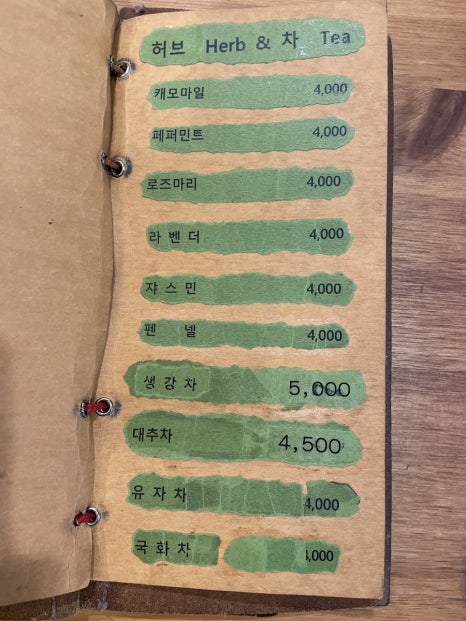 허브 Herb & 차 Tea
캐모마일 4,000
페퍼민트 4,000
로즈마리 4,000
라벤더 4,000
쟈스민 4,000
펜넬 4,000
생강차 5,000
대추차 4,500
유자차 4,000
국화차 4,000